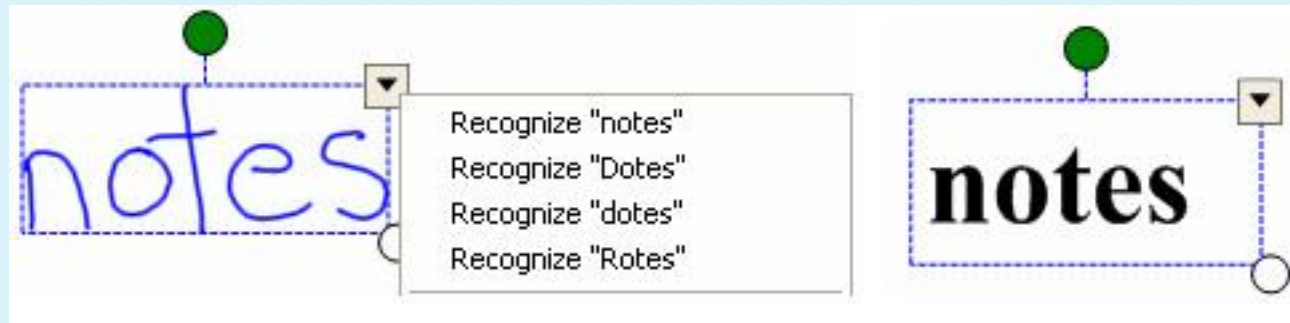 notes
Recognize "notes"
Recognize "Dotes"
Recognize "dotes"
Recognize "Rotes"
notes